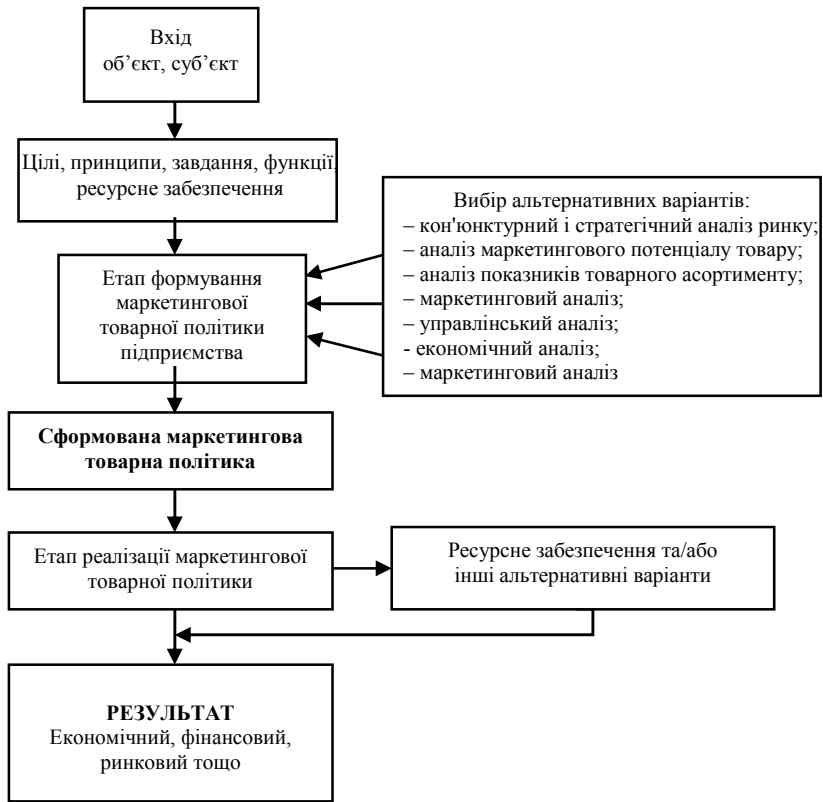 Вхід
об’єкт, суб’єкт
Цілі, принципи, завдання, функції,
ресурсне забезпечення
Вибір альтернативних варіантів:
– кон'юнктурний і стратегічний аналіз ринку;
– аналіз маркетингового потенціалу товару;
– аналіз показників товарного асортименту;
– маркетинговий аналіз;
– управлінський аналіз;
- економічний аналіз;
– маркетинговий аналіз
Етап формування
маркетингової
товарної політики
підприємства
Сформована маркетингова
товарна політика
Етап реалізації маркетингової
товарної політики
Ресурсне забезпечення та/або
інші альтернативні варіанти
РЕЗУЛЬТАТ
Економічний, фінансовий,
ринковий тощо